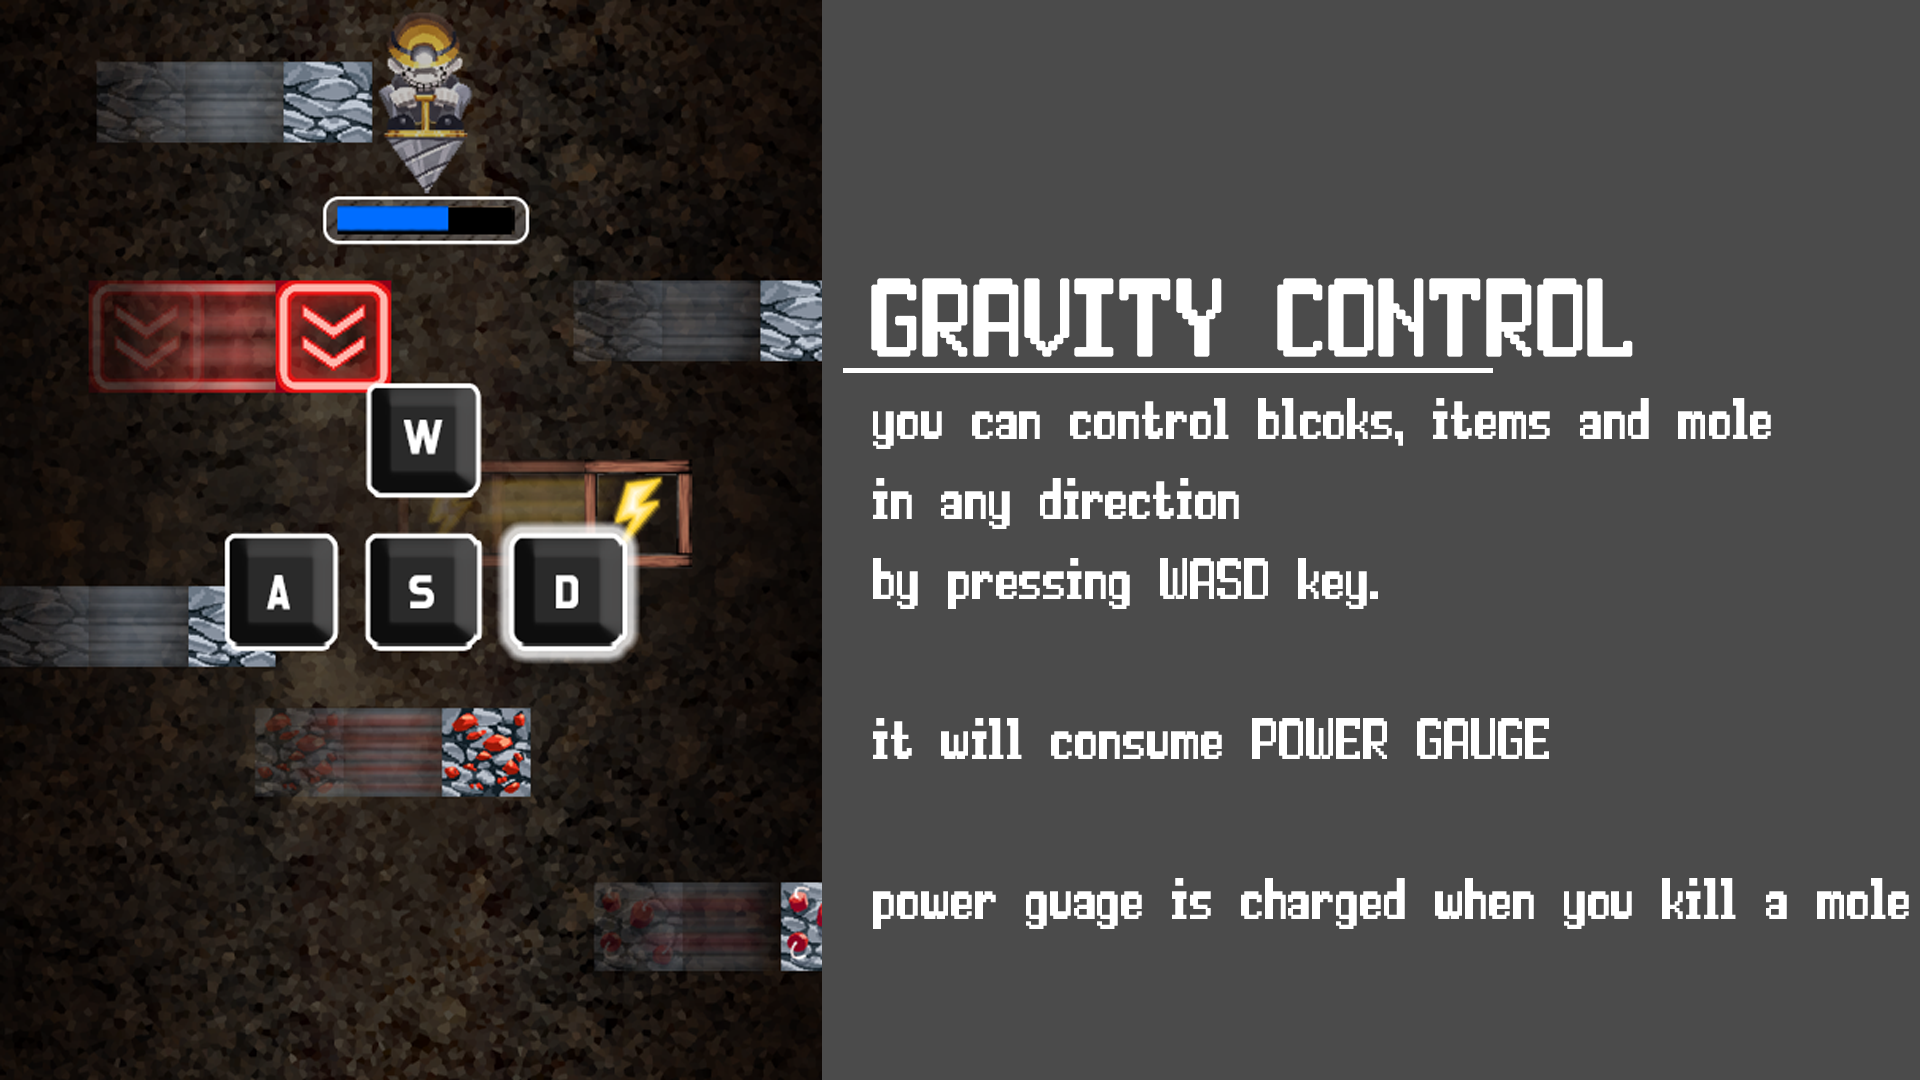 W
A S D
GRAVITY CONTROL
you can control blcoks, items and mole
in any direction
by pressing WASD key.
it will consume POWER GAUGE
power guage is charged when you kill a mole